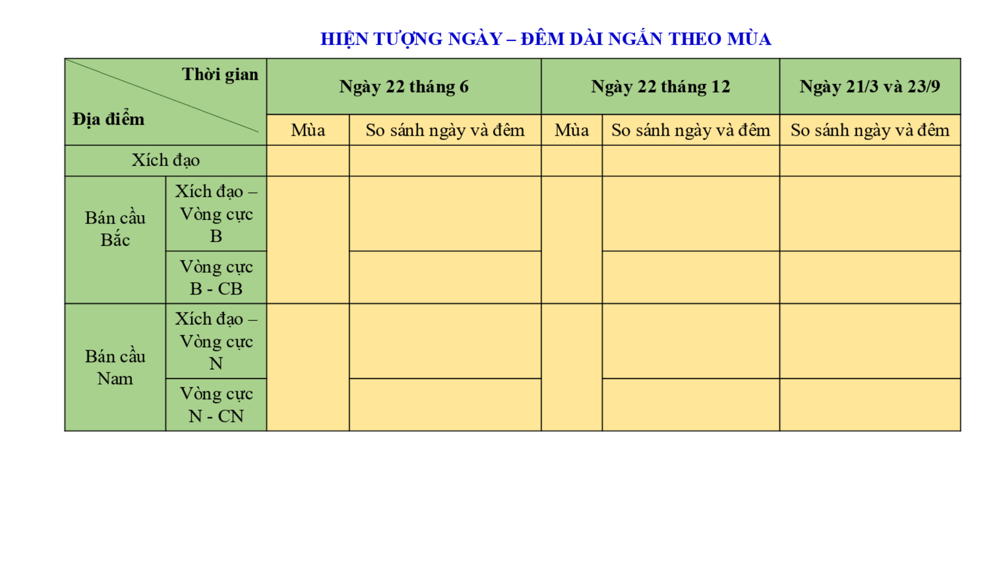 HIỆN TƯỢNG NGÀY – ĐÊM DÀI NGẮN THEO MÙA
Thời gian
Địa điểm
Ngày 22 tháng 6
Ngày 22 tháng 12
Ngày 21/3 và 23/9
Mùa
So sánh ngày và đêm
Mùa
So sánh ngày và đêm
So sánh ngày và đêm
Xích đạo
Bán cầu
Bắc
Xích đạo –
Vòng cực
B
Vòng cực
B - CB
Bán cầu
Nam
Xích đạo –
Vòng cực
N
Vòng cực
N - CN